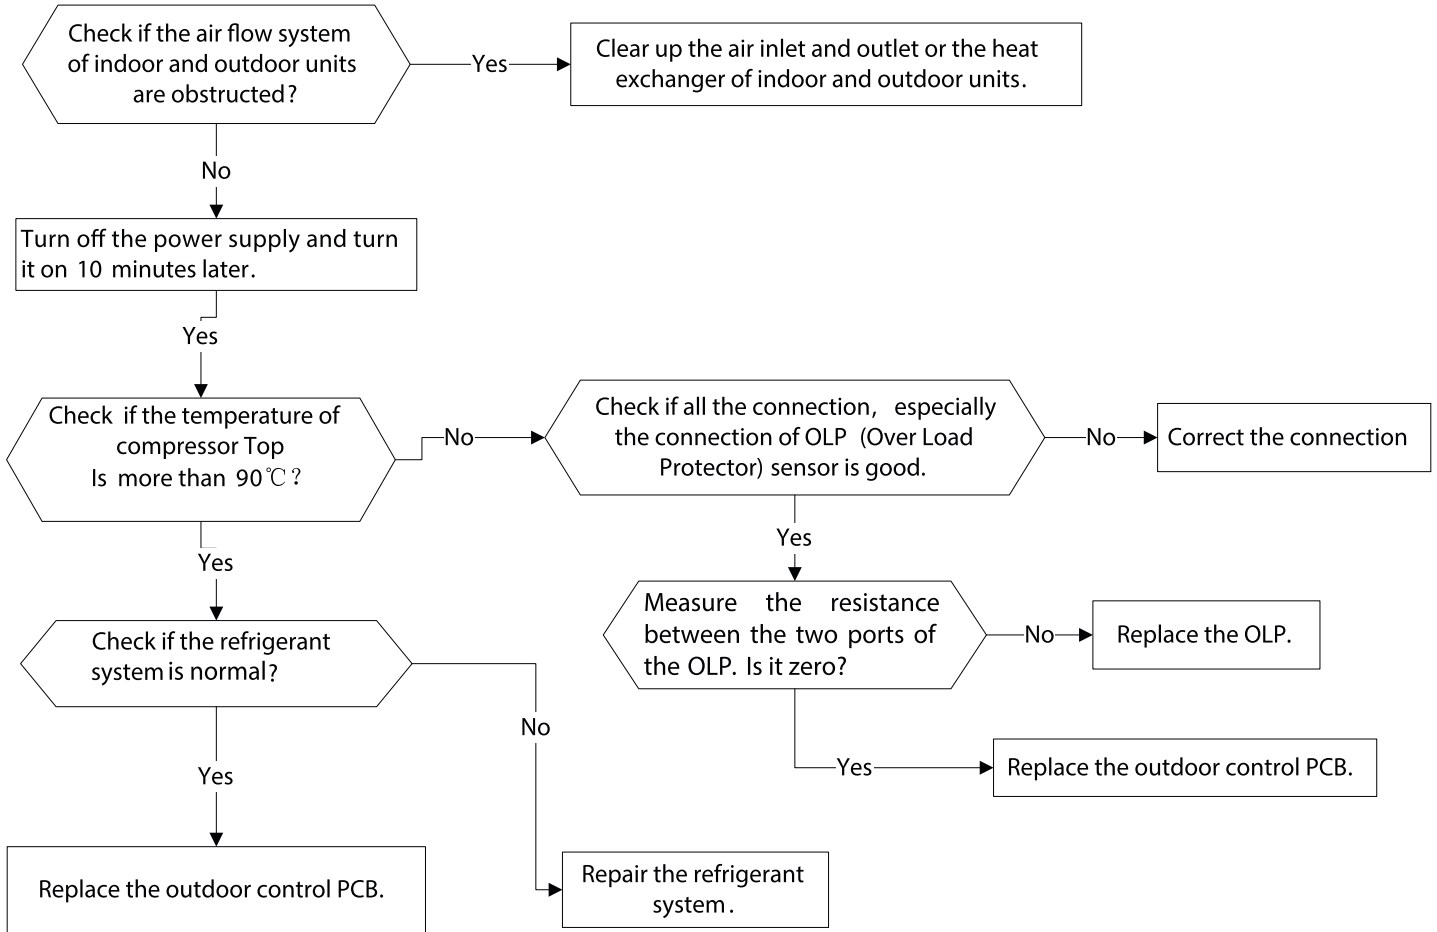 Check if the air flow system
of indoor and outdoor units
are obstructed?
Yes
Clear up the air inlet and outlet or the heat
exchanger of indoor and outdoor units.
No
Turn off the power supply and turn
it on 10 minutes later.
Yes
Check if the temperature of
compressor Top
Is more than 90℃?
No
Check if all the connection, especially
the connection of OLP (Over Load
Protector) sensor is good.
No
Correct the connection
Yes
Yes
Measure the resistance
between the two ports of
the OLP. Is it zero?
No
Replace the OLP.
Check if the refrigerant
system is normal?
No
Yes
Yes
Replace the outdoor control PCB.
Replace the outdoor control PCB.
Repair the refrigerant
system.